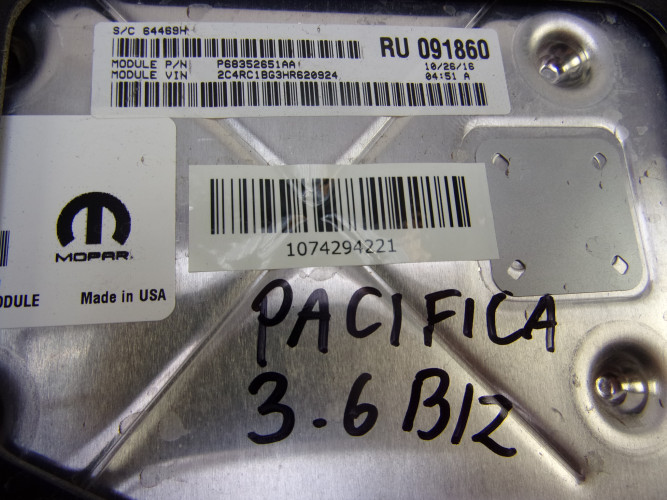 S/C 64469H
RU 091860
MODULE P/N P68352651AA
MODULE VIN 2C4RC1BG3HR620924
10/26/16
04:51 A
MOPAR
Made in USA
1074294221
PACIFICA
3.6 B12